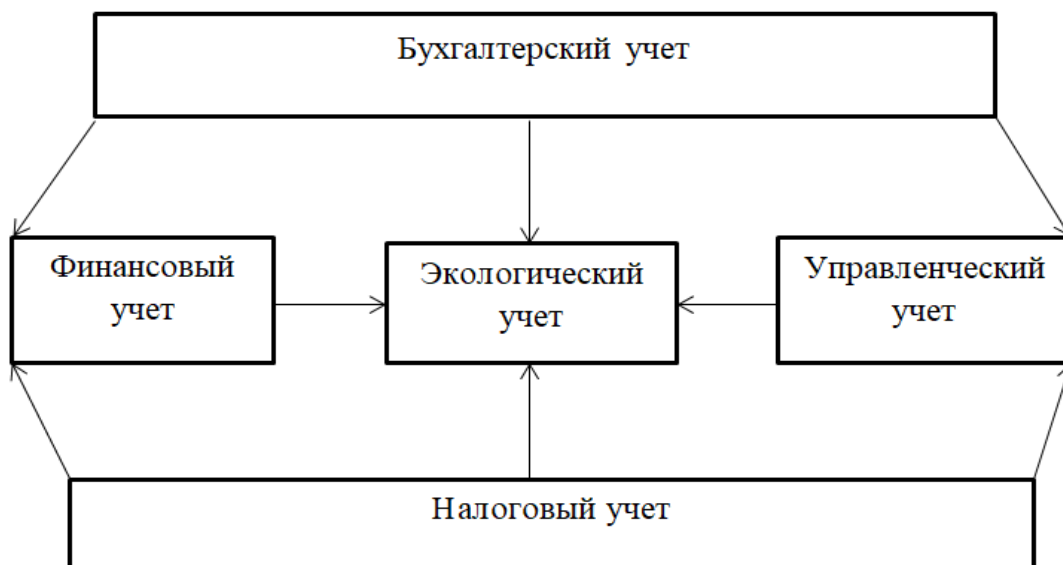 Бухгалтерский учет
Финансовый
учет
Экологический
учет
Управленческий
учет
Налоговый учет